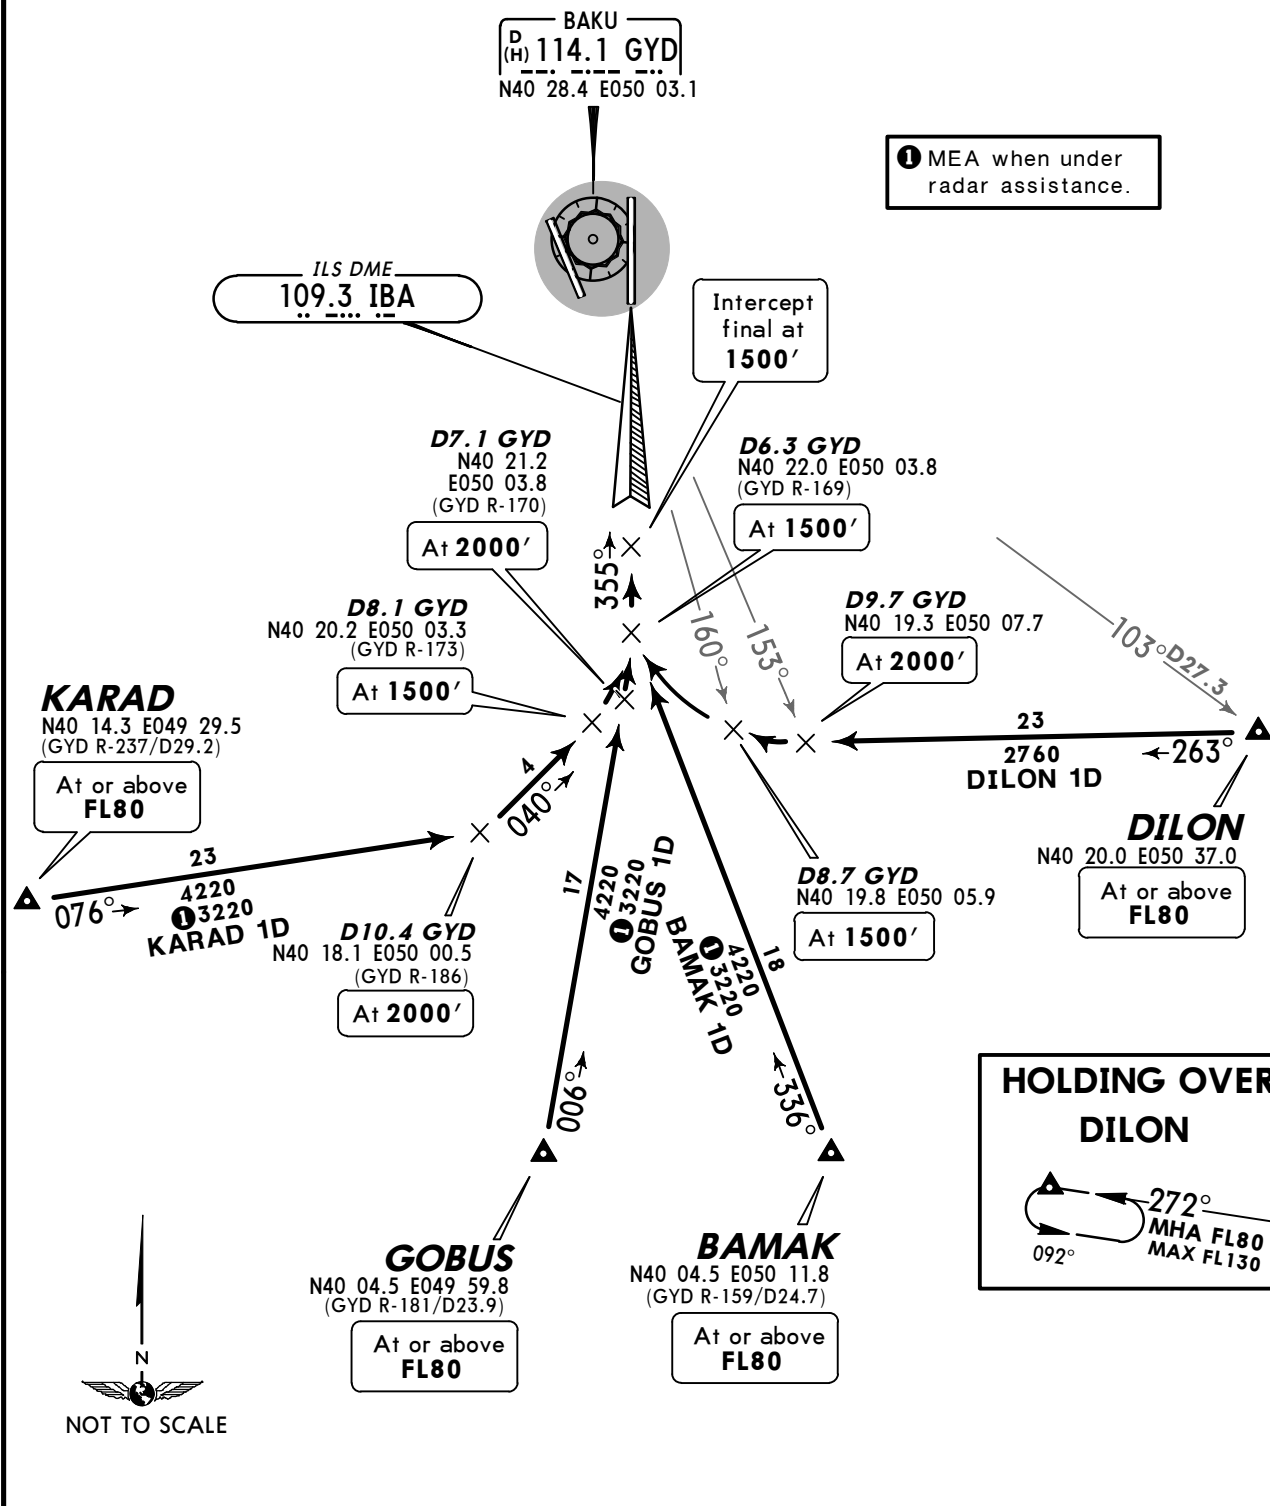 BAKU
D
(H) 114.1 GYD
N40 28.4 E050 03.1
1 MEA when under
radar assistance.
ILS DME
109.3 IBA
Intercept
final at
1500'
D7.1 GYD
N40 21.2
E050 03.8
(GYD R-170)
At 2000'
D6.3 GYD
N40 22.0 E050 03.8
(GYD R-169)
At 1500'
355°
D8.1 GYD
N40 20.2 E050 03.3
(GYD R-173)
At 1500'
160°
153°
D9.7 GYD
N40 19.3 E050 07.7
At 2000'
103° D27.3
KARAD
N40 14.3 E049 29.5
(GYD R-237/D29.2)
At or above
FL80
23
2760
263°
DILON 1D
DILON
N40 20.0 E050 37.0
At or above
FL80
4
040°
23
4220
1 3220
076°
KARAD 1D
D10.4 GYD
N40 18.1 E050 00.5
(GYD R-186)
At 2000'
17
4220
1 3220
GOBUS 1D
006°
18
4220
1 3220
BAMAK 1D
336°
D8.7 GYD
N40 19.8 E050 05.9
At 1500'
GOBUS
N40 04.5 E049 59.8
(GYD R-181/D23.9)
At or above
FL80
BAMAK
N40 04.5 E050 11.8
(GYD R-159/D24.7)
At or above
FL80
HOLDING OVER
DILON
272°
MHA FL80
MAX FL130
092°
N
NOT TO SCALE